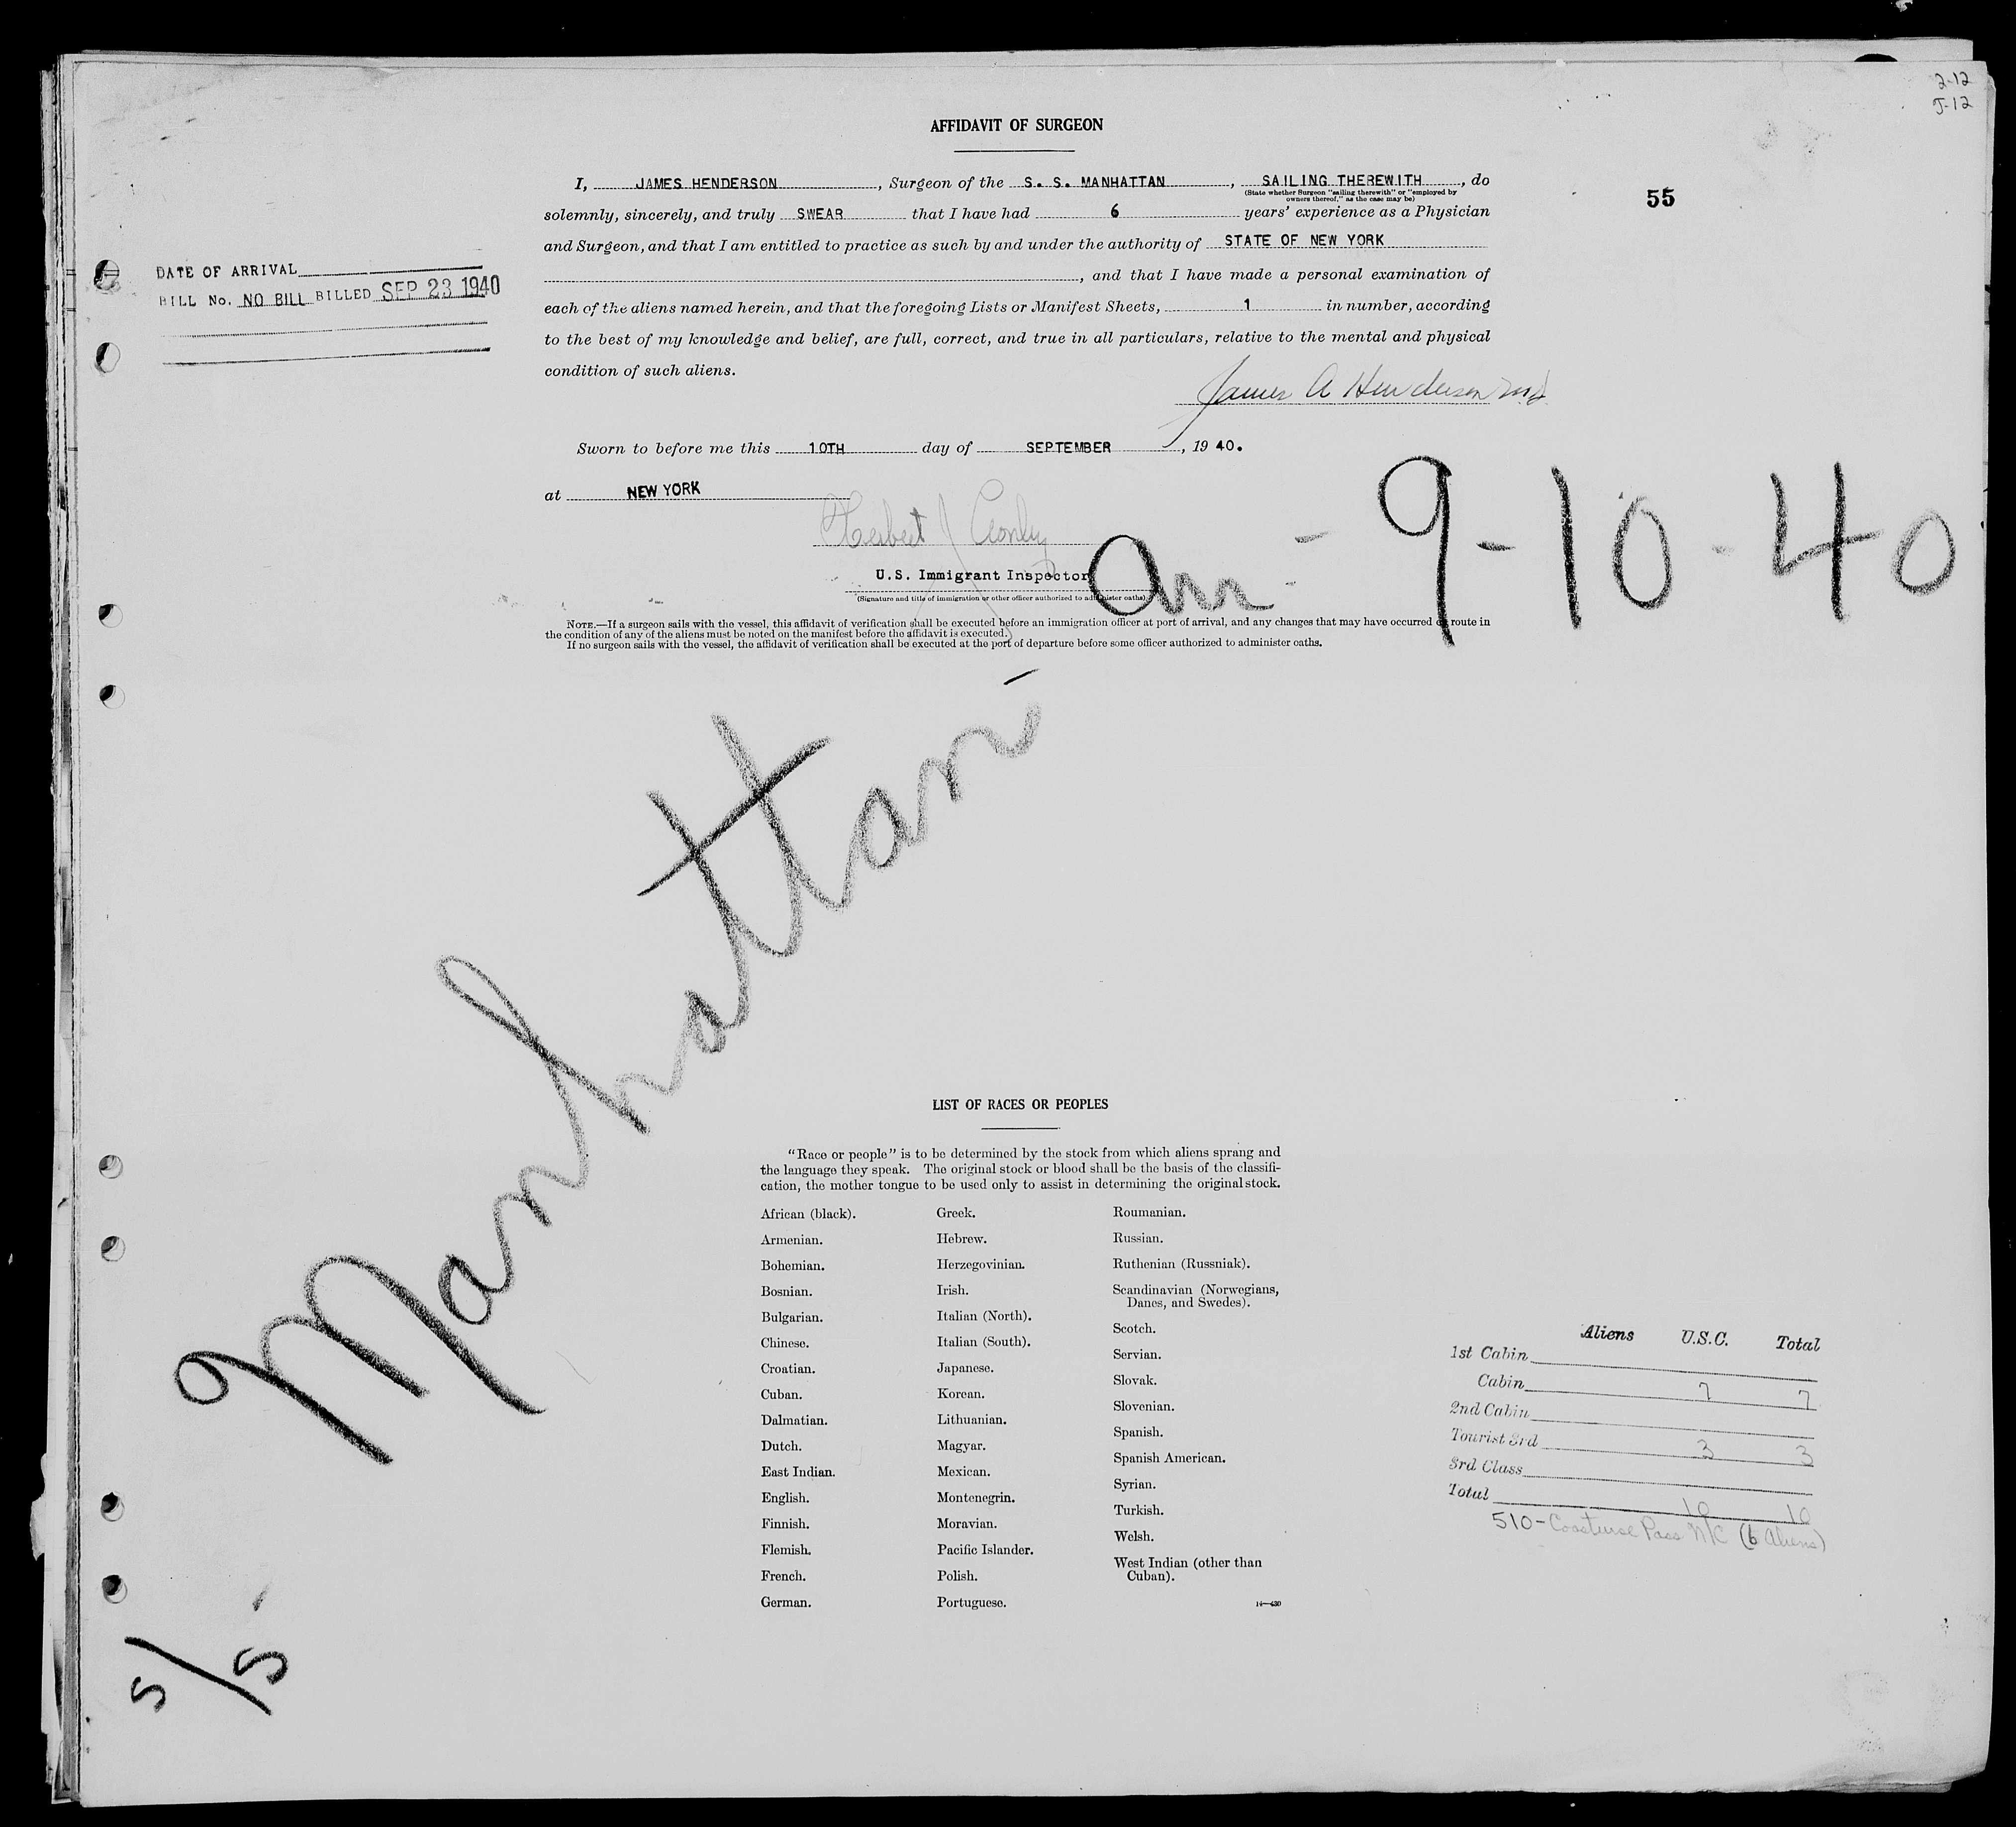 2-12
J-12
AFFIDAVIT OF SURGEON
I, JAMES HENDERSON, Surgeon of the S. S. MANHATTAN, SAILING THEREWITH, do
(State whether Surgeon "sailing therewith" or "employed by
owners thereof," as the case may be)
55
solemnly, sincerely, and truly SWEAR that I have had 6 years' experience as a Physician
and Surgeon, and that I am entitled to practice as such by and under the authority of STATE OF NEW YORK
, and that I have made a personal examination of
each of the aliens named herein, and that the foregoing Lists or Manifest Sheets, 1 in number, according
to the best of my knowledge and belief, are full, correct, and true in all particulars, relative to the mental and physical
condition of such aliens.
DATE OF ARRIVAL
BILL No. NO BILL BILLED SEP 23 1940
James A Henderson MD
Sworn to before me this 10TH day of SEPTEMBER, 19 40.
at NEW YORK
Herbert J
U.S. Immigrant Inspector
(Signature and title of immigration or other officer authorized to administer oaths)
Arr - 9-10-40
NOTE.—If a surgeon sails with the vessel, this affidavit of verification shall be executed before an immigration officer at port of arrival, and any changes that may have occurred en route in
the condition of any of the aliens must be noted on the manifest before the affidavit is executed.
If no surgeon sails with the vessel, the affidavit of verification shall be executed at the port of departure before some officer authorized to administer oaths.
Manhattan
LIST OF RACES OR PEOPLES
"Race or people" is to be determined by the stock from which aliens sprang and
the language they speak. The original stock or blood shall be the basis of the classifi-
cation, the mother tongue to be used only to assist in determining the original stock.
African (black).
Armenian.
Bohemian.
Bosnian.
Bulgarian.
Chinese.
Croatian.
Cuban.
Dalmatian.
Dutch.
East Indian.
English.
Finnish.
Flemish.
French.
German.
Greek.
Hebrew.
Herzegovinian.
Irish.
Italian (North).
Italian (South).
Japanese.
Korean.
Lithuanian.
Magyar.
Mexican.
Montenegrin.
Moravian.
Pacific Islander.
Polish.
Portuguese.
Roumanian.
Russian.
Ruthenian (Russniak).
Scandinavian (Norwegians,
Danes, and Swedes).
Scotch.
Servian.
Slovak.
Slovenian.
Spanish.
Spanish American.
Syrian.
Turkish.
Welsh.
West Indian (other than
Cuban).
14—430
Aliens U.S.C. Total
1st Cabin
Cabin 7 7
2nd Cabin
Tourist 3rd 3 3
3rd Class
Total 10 10
510 - Coastwise Pass N/C (6 Aliens)
5/5